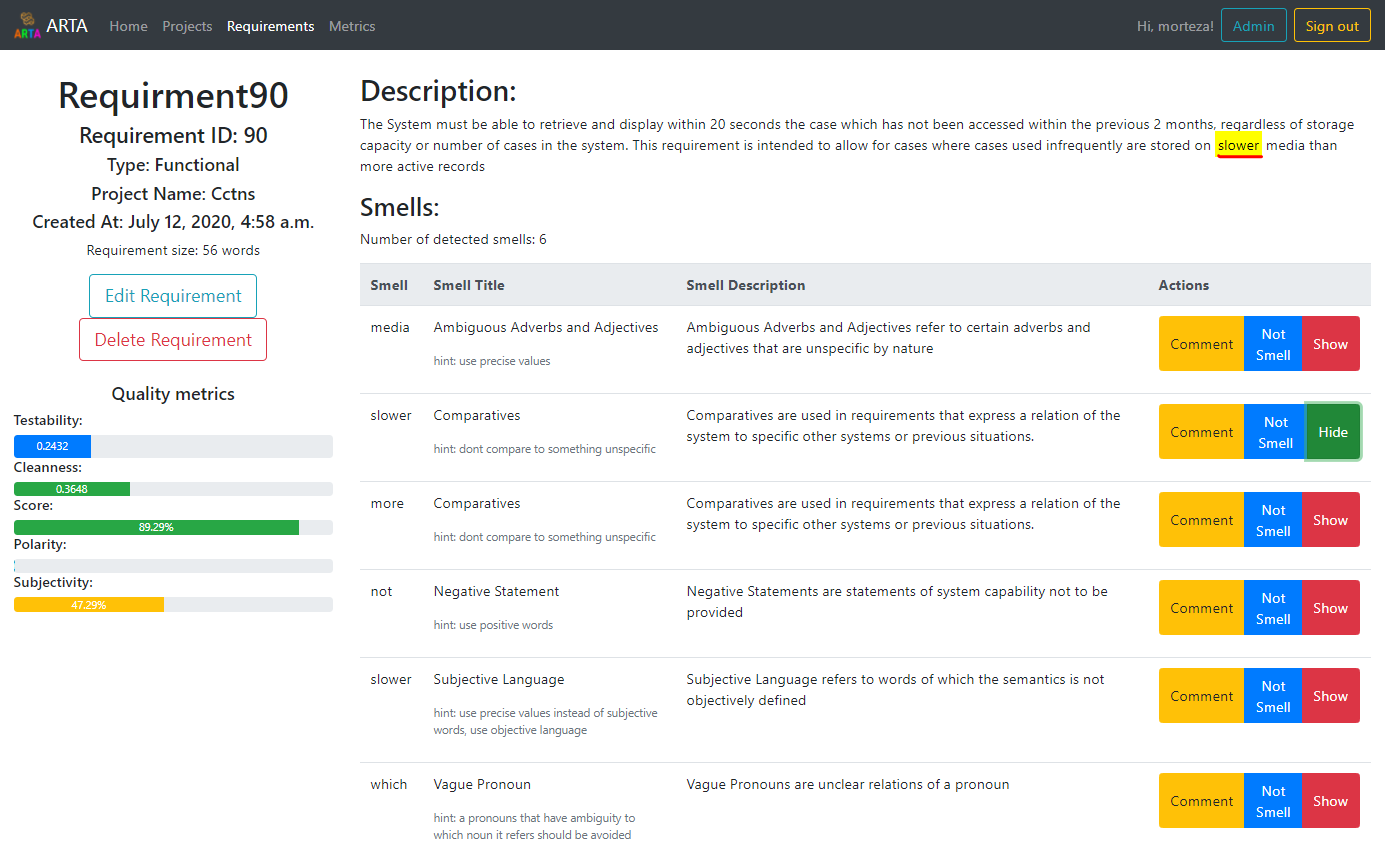 ARTA ARTA Home Projects Requirements Metrics Hi, morteza! Admin Sign out
Requirment90
Requirement ID: 90
Type: Functional
Project Name: Cctns
Created At: July 12, 2020, 4:58 a.m.
Requirement size: 56 words
Edit Requirement
Delete Requirement
Quality metrics
Testability:
0.2432
Cleanness:
0.3648
Score:
89.29%
Polarity:
Subjectivity:
47.29%
Description:
The System must be able to retrieve and display within 20 seconds the case which has not been accessed within the previous 2 months, regardless of storage
capacity or number of cases in the system. This requirement is intended to allow for cases where cases used infrequently are stored on slower media than
more active records
Smells:
Number of detected smells: 6
Smell Smell Title Smell Description Actions
media Ambiguous Adverbs and Adjectives Ambiguous Adverbs and Adjectives refer to certain adverbs and
adjectives that are unspecific by nature
hint: use precise values
Comment Not Smell Show
slower Comparatives Comparatives are used in requirements that express a relation of the
system to specific other systems or previous situations.
hint: dont compare to something unspecific
Comment Not Smell Hide
more Comparatives Comparatives are used in requirements that express a relation of the
system to specific other systems or previous situations.
hint: dont compare to something unspecific
Comment Not Smell Show
not Negative Statement Negative Statements are statements of system capability not to be
provided
hint: use positive words
Comment Not Smell Show
slower Subjective Language Subjective Language refers to words of which the semantics is not
objectively defined
hint: use precise values instead of subjective
words, use objective language
Comment Not Smell Show
which Vague Pronoun Vague Pronouns are unclear relations of a pronoun
hint: a pronouns that have ambiguity to
which noun it refers should be avoided
Comment Not Smell Show